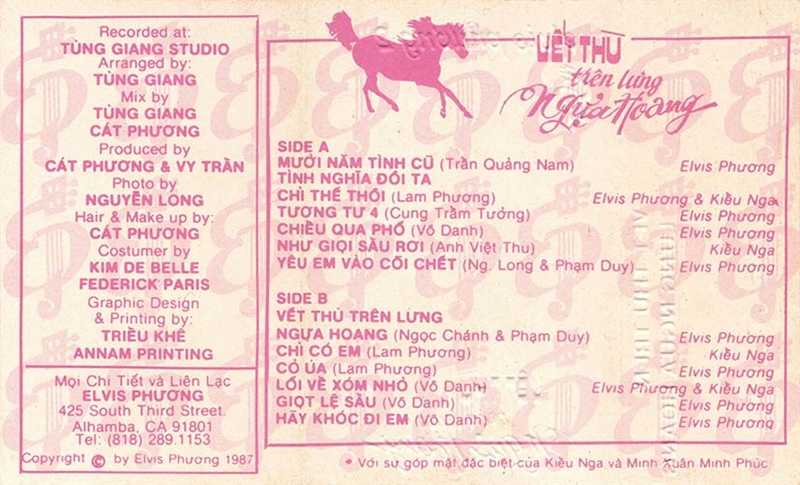 Recorded at:
TÙNG GIANG STUDIO
Arranged by:
TÙNG GIANG
Mix by
TÙNG GIANG
CÁT PHƯƠNG
Produced by
CÁT PHƯƠNG & VY TRẦN
Photo by
NGUYỄN LONG
Hair & Make up by:
CÁT PHƯƠNG
Costumer by
KIM DE BELLE
FEDERICK PARIS
Graphic Design
& Printing by:
TRIỀU KHÊ
ANNAM PRINTING
Mọi Chi Tiết và Liên Lạc
ELVIS PHƯƠNG
425 South Third Street.
Alhamba, CA 91801
Tel: (818) 289.1153
Copyright © by Elvis Phương 1987
VẾT THÙ
trên lưng
Ngựa Hoang
SIDE A
MƯỜI NĂM TÌNH CŨ (Trần Quảng Nam) Elvis Phương
TÌNH NGHĨA ĐÔI TA
CHỈ THẾ THÔI (Lam Phương) Elvis Phương & Kiều Nga
TƯƠNG TƯ 4 (Cung Trầm Tưởng) Elvis Phương
CHIỀU QUA PHỐ (Võ Danh) Elvis Phương
NHƯ GIỌI SẦU RƠI (Anh Việt Thu) Kiều Nga
YÊU EM VÀO CÕI CHẾT (Ng. Long & Phạm Duy) Elvis Phương
SIDE B
VẾT THÙ TRÊN LƯNG
NGỰA HOANG (Ngọc Chánh & Phạm Duy) Elvis Phương
CHỈ CÓ EM (Lam Phương) Kiều Nga
CỎ ÚA (Lam Phương) Elvis Phương
LỐI VỀ XÓM NHỎ (Võ Danh) Elvis Phương & Kiều Nga
GIỌT LỆ SẦU (Võ Danh) Elvis Phương
HÃY KHÓC ĐI EM (Võ Danh) Elvis Phương
• Với sự góp mặt đặc biệt của Kiều Nga và Minh Xuân Minh Phúc